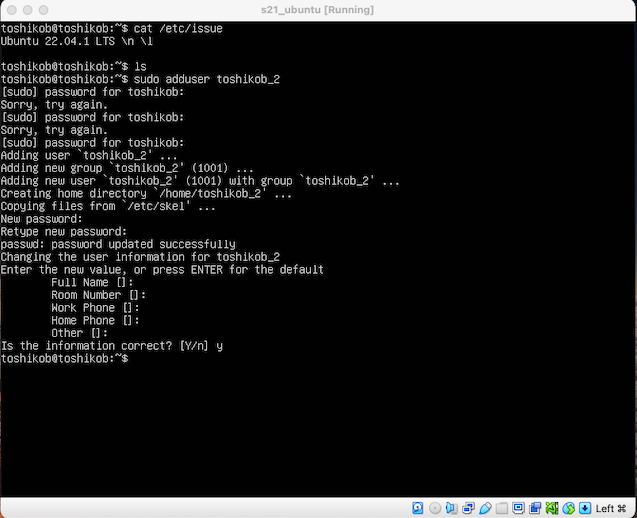 s21_ubuntu [Running]
toshikob@toshikob:~$ cat /etc/issue
Ubuntu 22.04.1 LTS \n \l
toshikob@toshikob:~$ ls
toshikob@toshikob:~$ sudo adduser toshikob_2
[sudo] password for toshikob:
Sorry, try again.
[sudo] password for toshikob:
Sorry, try again.
[sudo] password for toshikob:
Adding user `toshikob_2' ...
Adding new group `toshikob_2' (1001) ...
Adding new user `toshikob_2' (1001) with group `toshikob_2' ...
Creating home directory `/home/toshikob_2' ...
Copying files from `/etc/skel' ...
New password:
Retype new password:
passwd: password updated successfully
Changing the user information for toshikob_2
Enter the new value, or press ENTER for the default
Full Name []:
Room Number []:
Work Phone []:
Home Phone []:
Other []:
Is the information correct? [Y/n] y
toshikob@toshikob:~$
Left ⌘